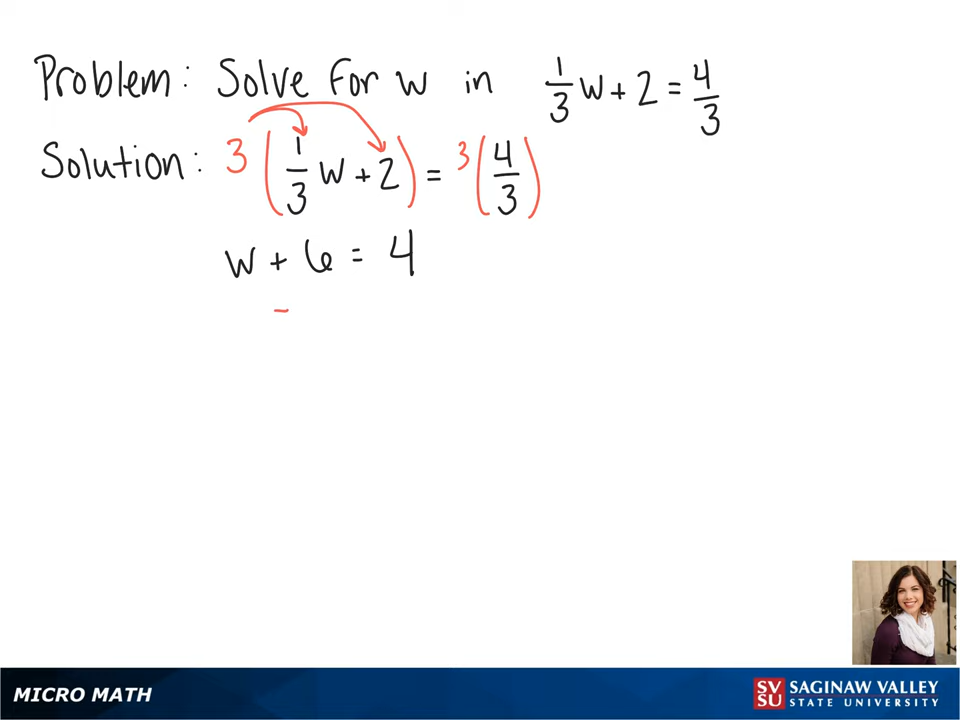 Problem: Solve for w in 1/3 w + 2 = 4/3
Solution: 3 (1/3 w + 2) = 3 (4/3)
w + 6 = 4
-
MICRO MATH
SV SU SAGINAW VALLEY
STATE UNIVERSITY